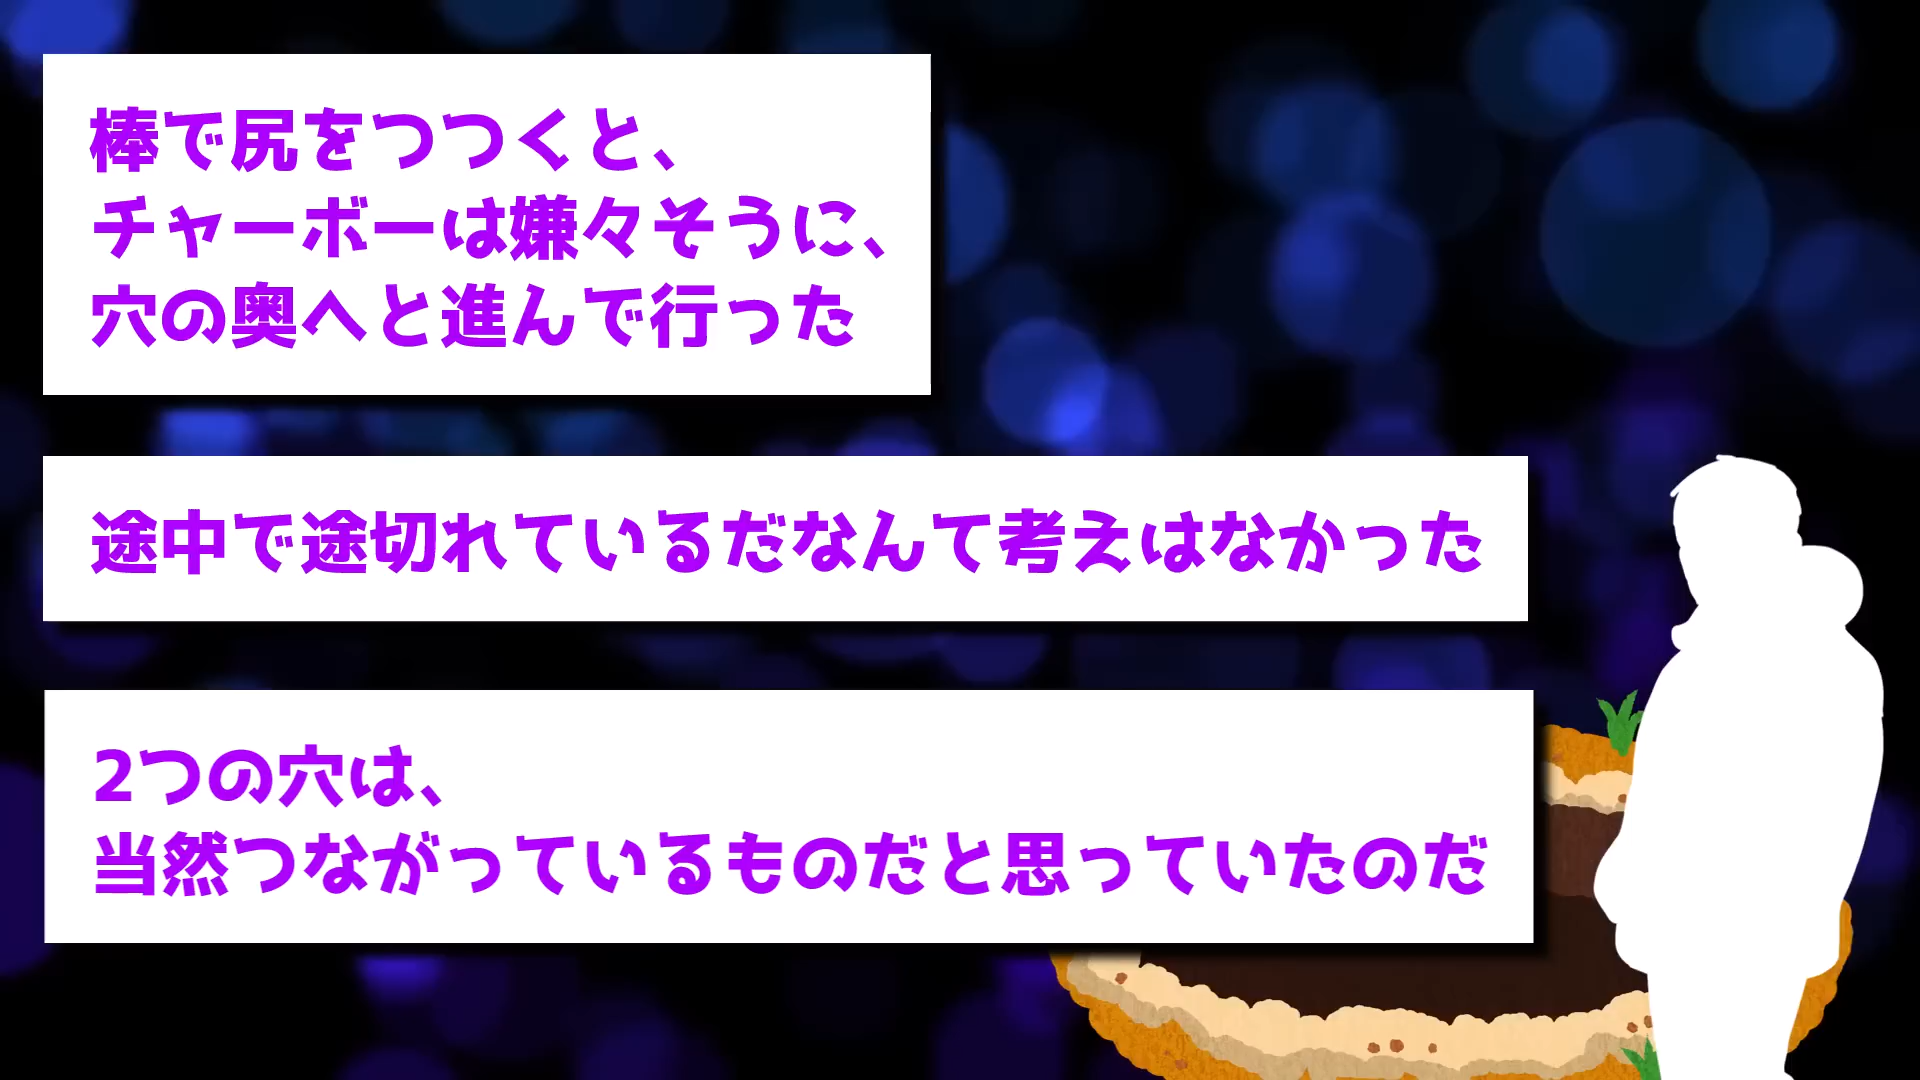 棒で尻をつつくと、
チャーボーは嫌々そうに、
穴の奥へと進んで行った
途中で途切れているだなんて考えはなかった
2つの穴は、
当然つながっているものだと思っていたのだ